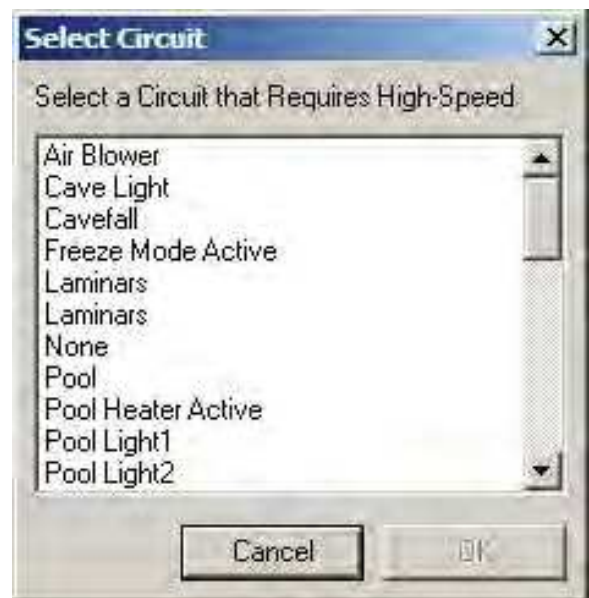 Select Circuit
Select a Circuit that Requires High-Speed
Air Blower
Cave Light
Cavefall
Freeze Mode Active
Laminars
Laminars
None
Pool
Pool Heater Active
Pool Light1
Pool Light2
Cancel OK